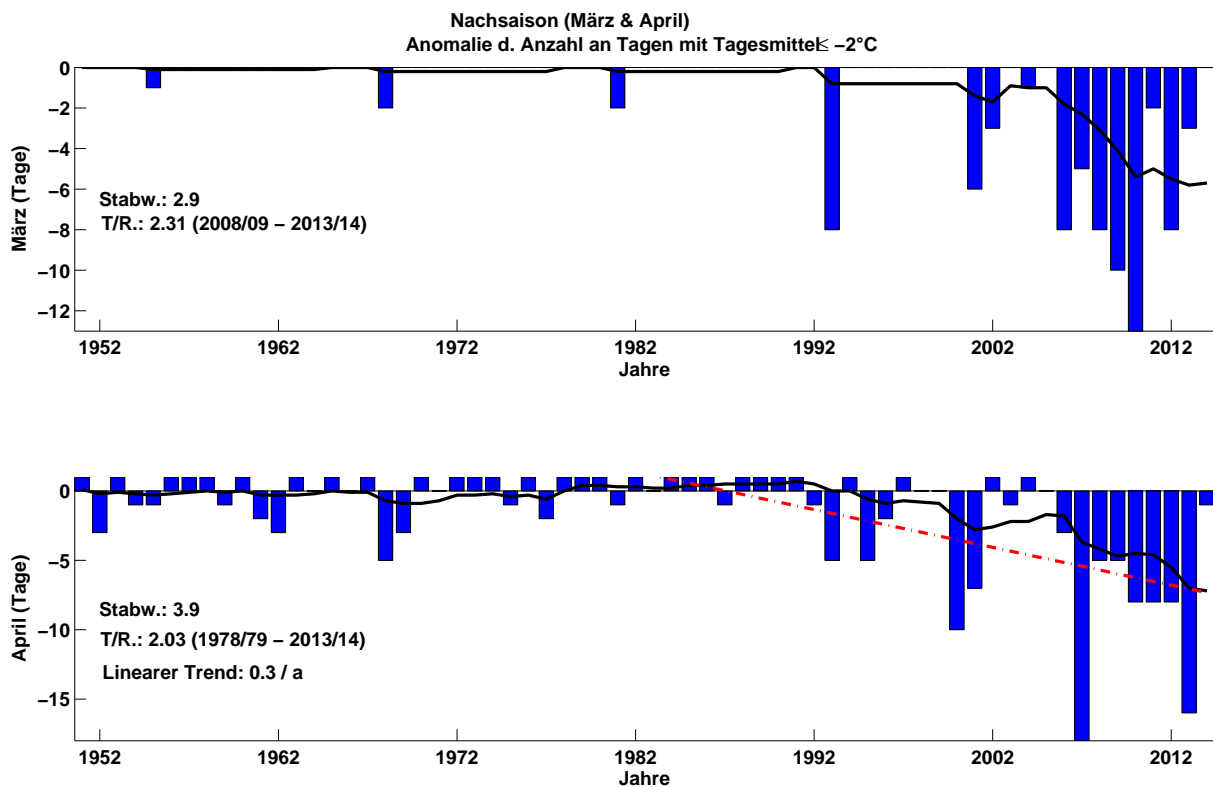 Nachsaison (März & April)
Anomalie d. Anzahl an Tagen mit Tagesmittel≤ −2°C
0
−2
−4
−6
−8
−10
−12
März (Tage)
Stabw.: 2.9
T/R.: 2.31 (2008/09 − 2013/14)
1952 1962 1972 1982 1992 2002 2012
Jahre
0
−5
−10
−15
April (Tage)
Stabw.: 3.9
T/R.: 2.03 (1978/79 − 2013/14)
Linearer Trend: 0.3 / a
1952 1962 1972 1982 1992 2002 2012
Jahre